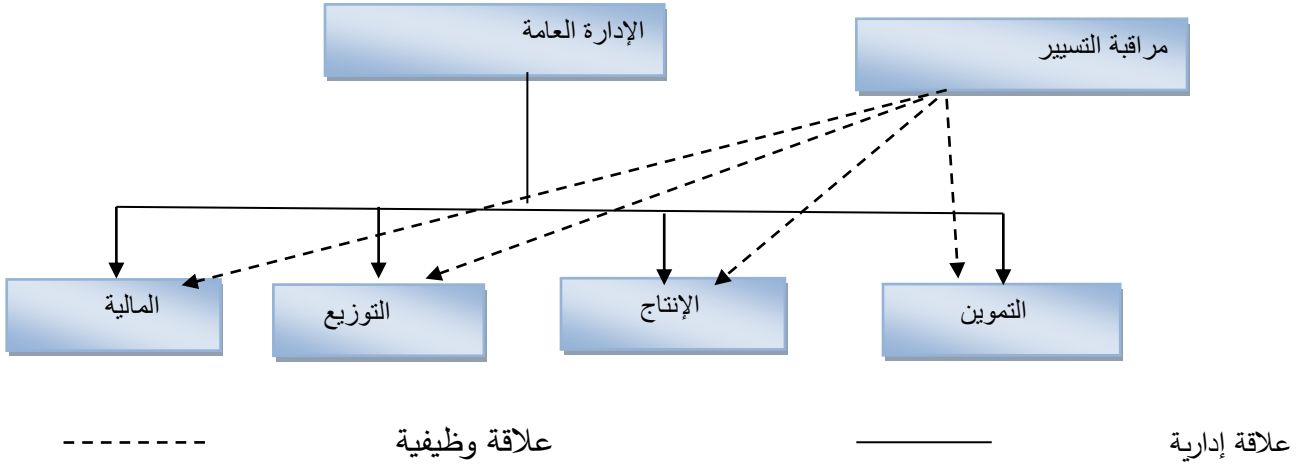 مراقبة التسيير
الإدارة العامة
التموين
الإنتاج
التوزيع
المالية
علاقة إدارية
علاقة وظيفية